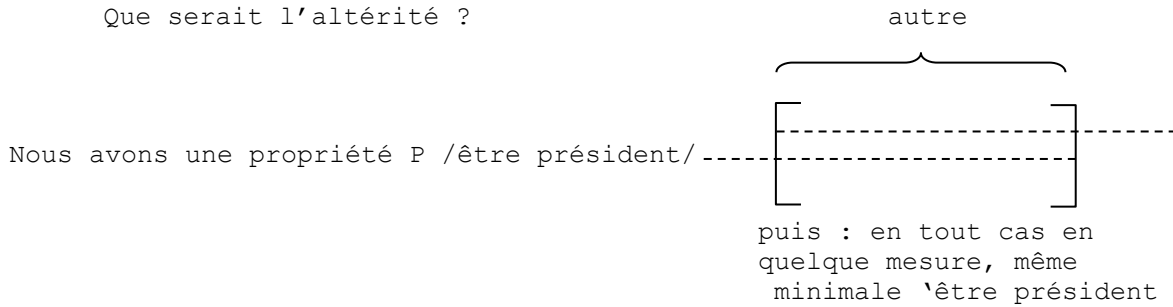 Que serait l’altérité ?
autre
Nous avons une propriété P /être président/
puis : en tout cas en
quelque mesure, même
minimale ‘être président